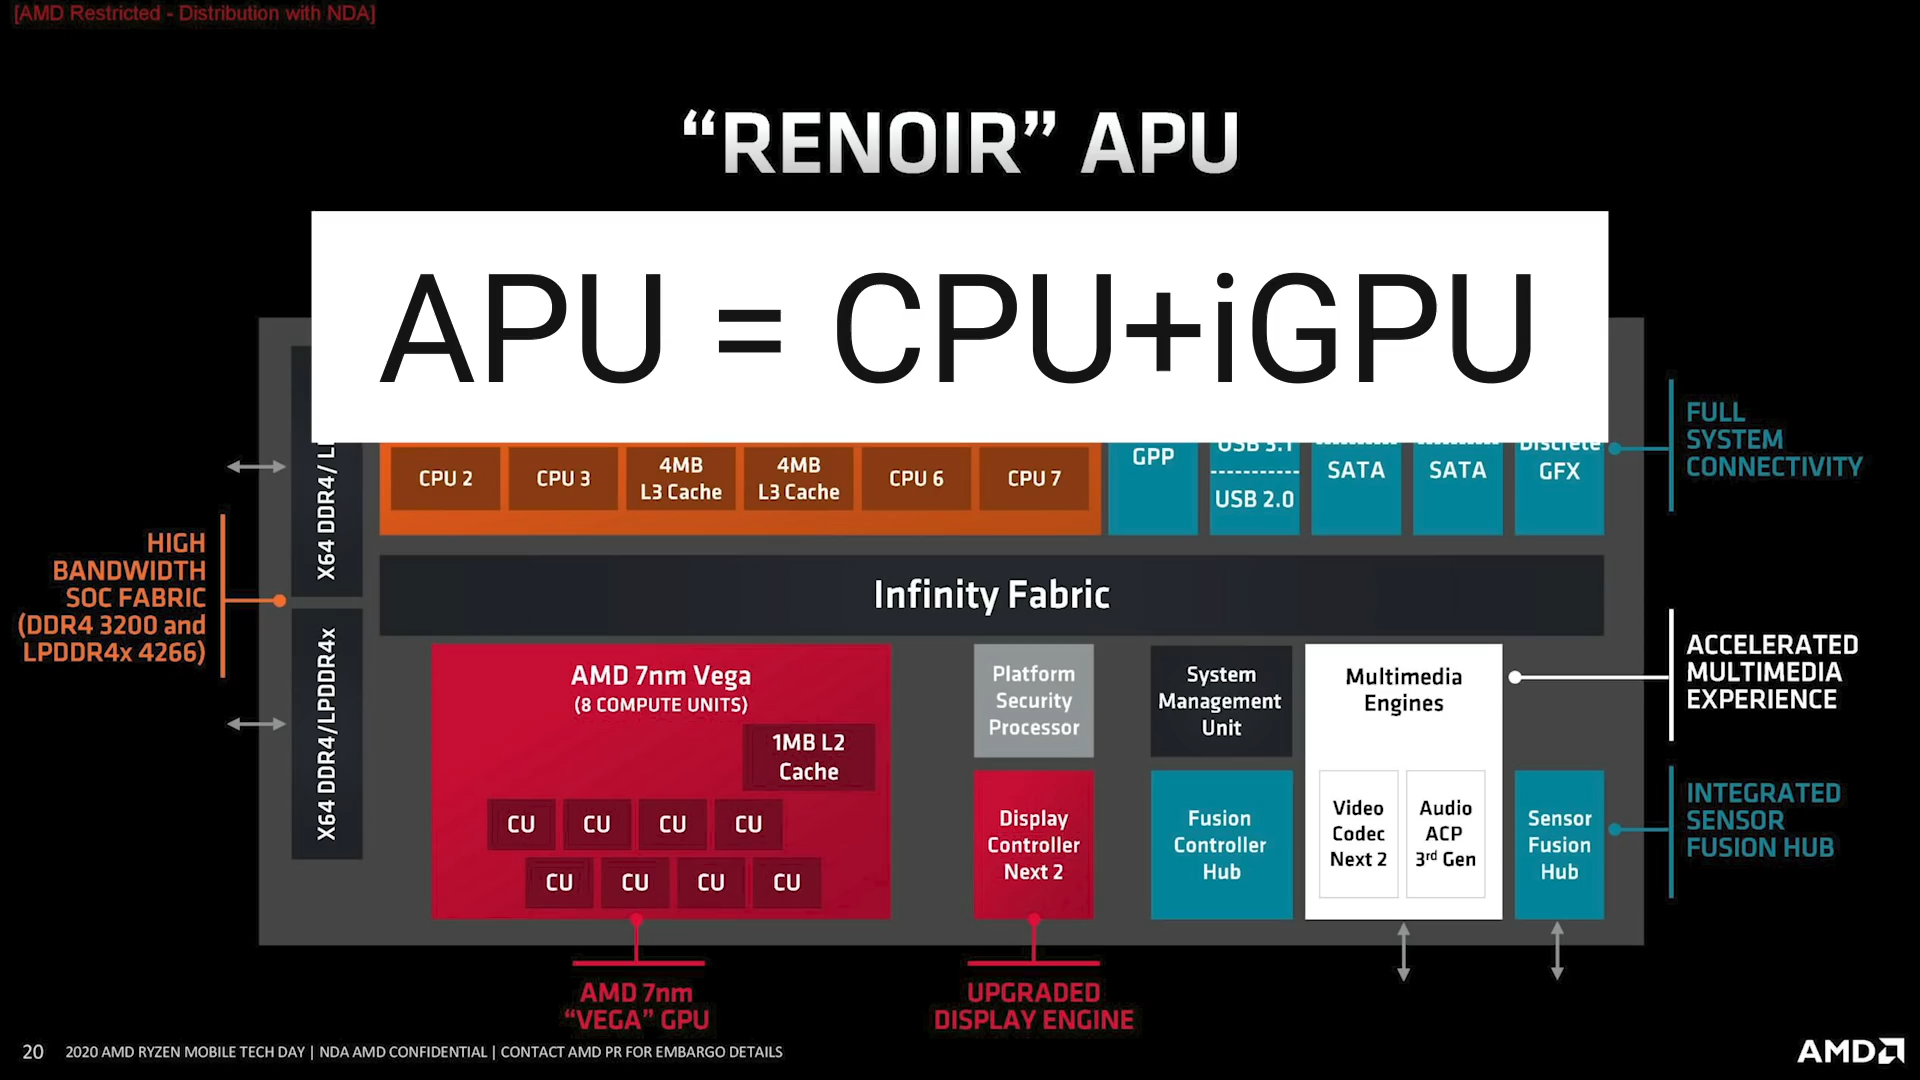 [AMD Restricted - Distribution with NDA]
“RENOIR” APU
APU = CPU+iGPU
X64 DDR4/
CPU 2
CPU 3
4MB
L3 Cache
4MB
L3 Cache
CPU 6
CPU 7
GPP
USB 3.1
USB 2.0
SATA
SATA
Discrete
GFX
FULL
SYSTEM
CONNECTIVITY
HIGH
BANDWIDTH
SOC FABRIC
(DDR4 3200 and
LPDDR4x 4266)
Infinity Fabric
X64 DDR4/LPDDR4x
AMD 7nm Vega
(8 COMPUTE UNITS)
1MB L2
Cache
CU CU CU CU
CU CU CU CU
Platform
Security
Processor
System
Management
Unit
Multimedia
Engines
ACCELERATED
MULTIMEDIA
EXPERIENCE
Display
Controller
Next 2
Fusion
Controller
Hub
Video
Codec
Next 2
Audio
ACP
3rd Gen
Sensor
Fusion
Hub
INTEGRATED
SENSOR
FUSION HUB
AMD 7nm
“VEGA” GPU
UPGRADED
DISPLAY ENGINE
20 2020 AMD RYZEN MOBILE TECH DAY | NDA AMD CONFIDENTIAL | CONTACT AMD PR FOR EMBARGO DETAILS
AMD